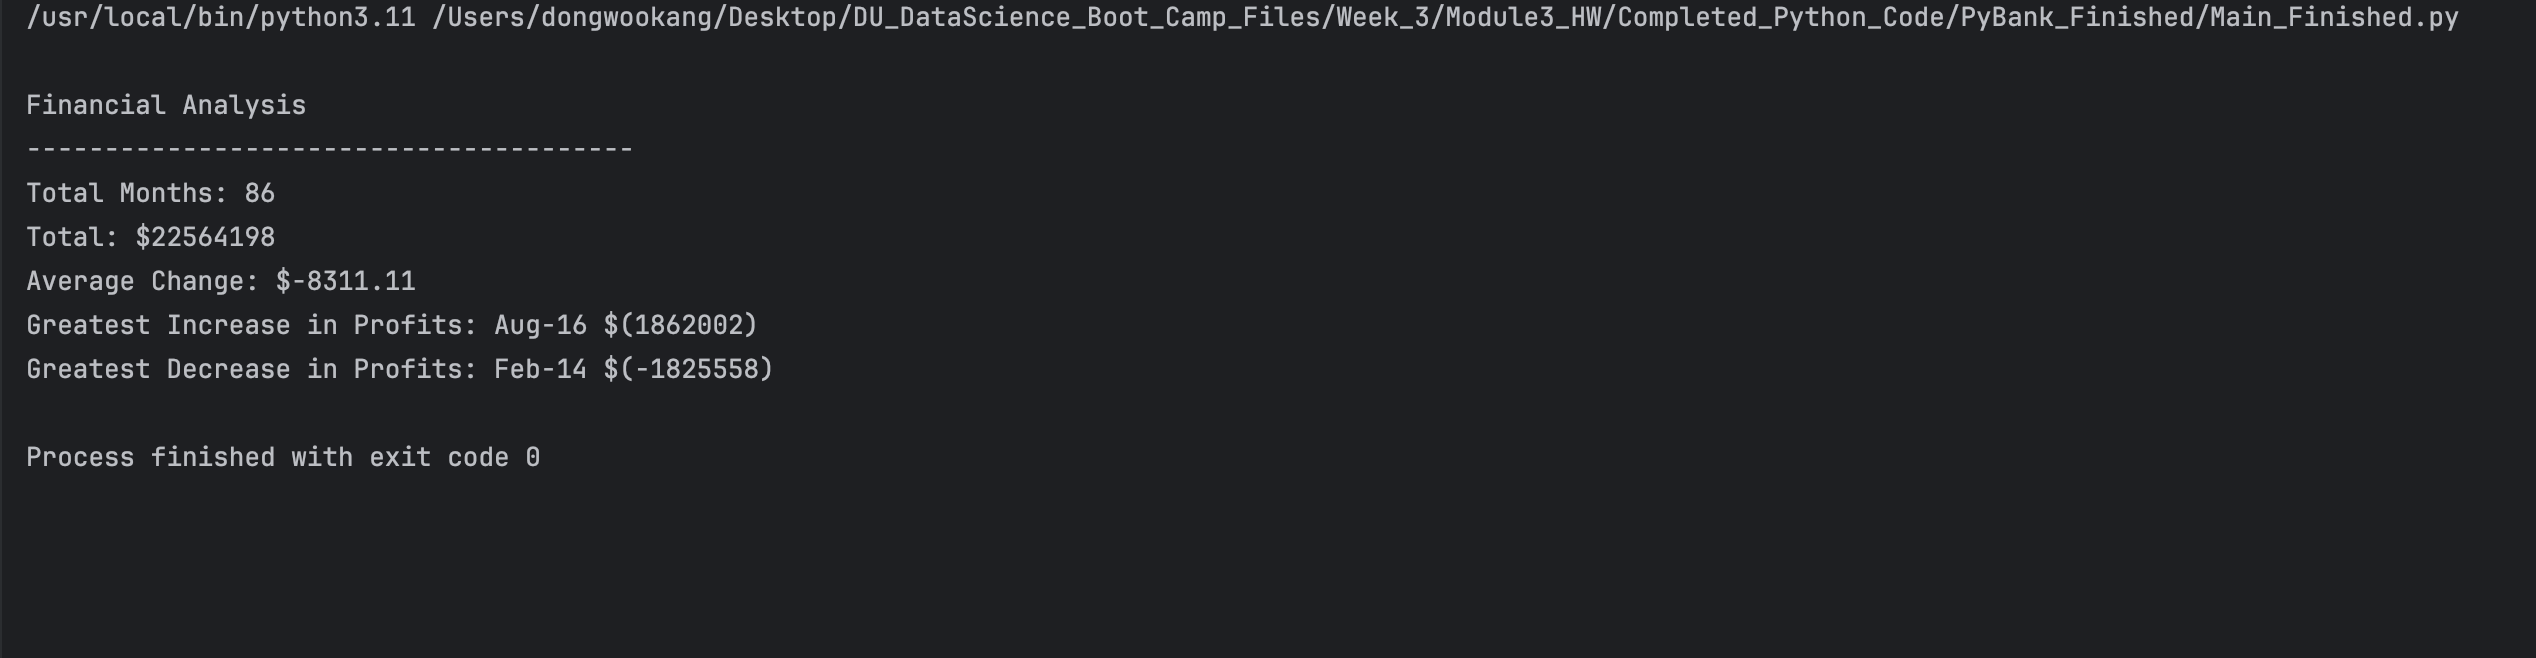 /usr/local/bin/python3.11 /Users/dongwookang/Desktop/DU_DataScience_Boot_Camp_Files/Week_3/Module3_HW/Completed_Python_Code/PyBank_Finished/Main_Finished.py
Financial Analysis
---------------------------------------
Total Months: 86
Total: $22564198
Average Change: $-8311.11
Greatest Increase in Profits: Aug-16 $(1862002)
Greatest Decrease in Profits: Feb-14 $(-1825558)
Process finished with exit code 0